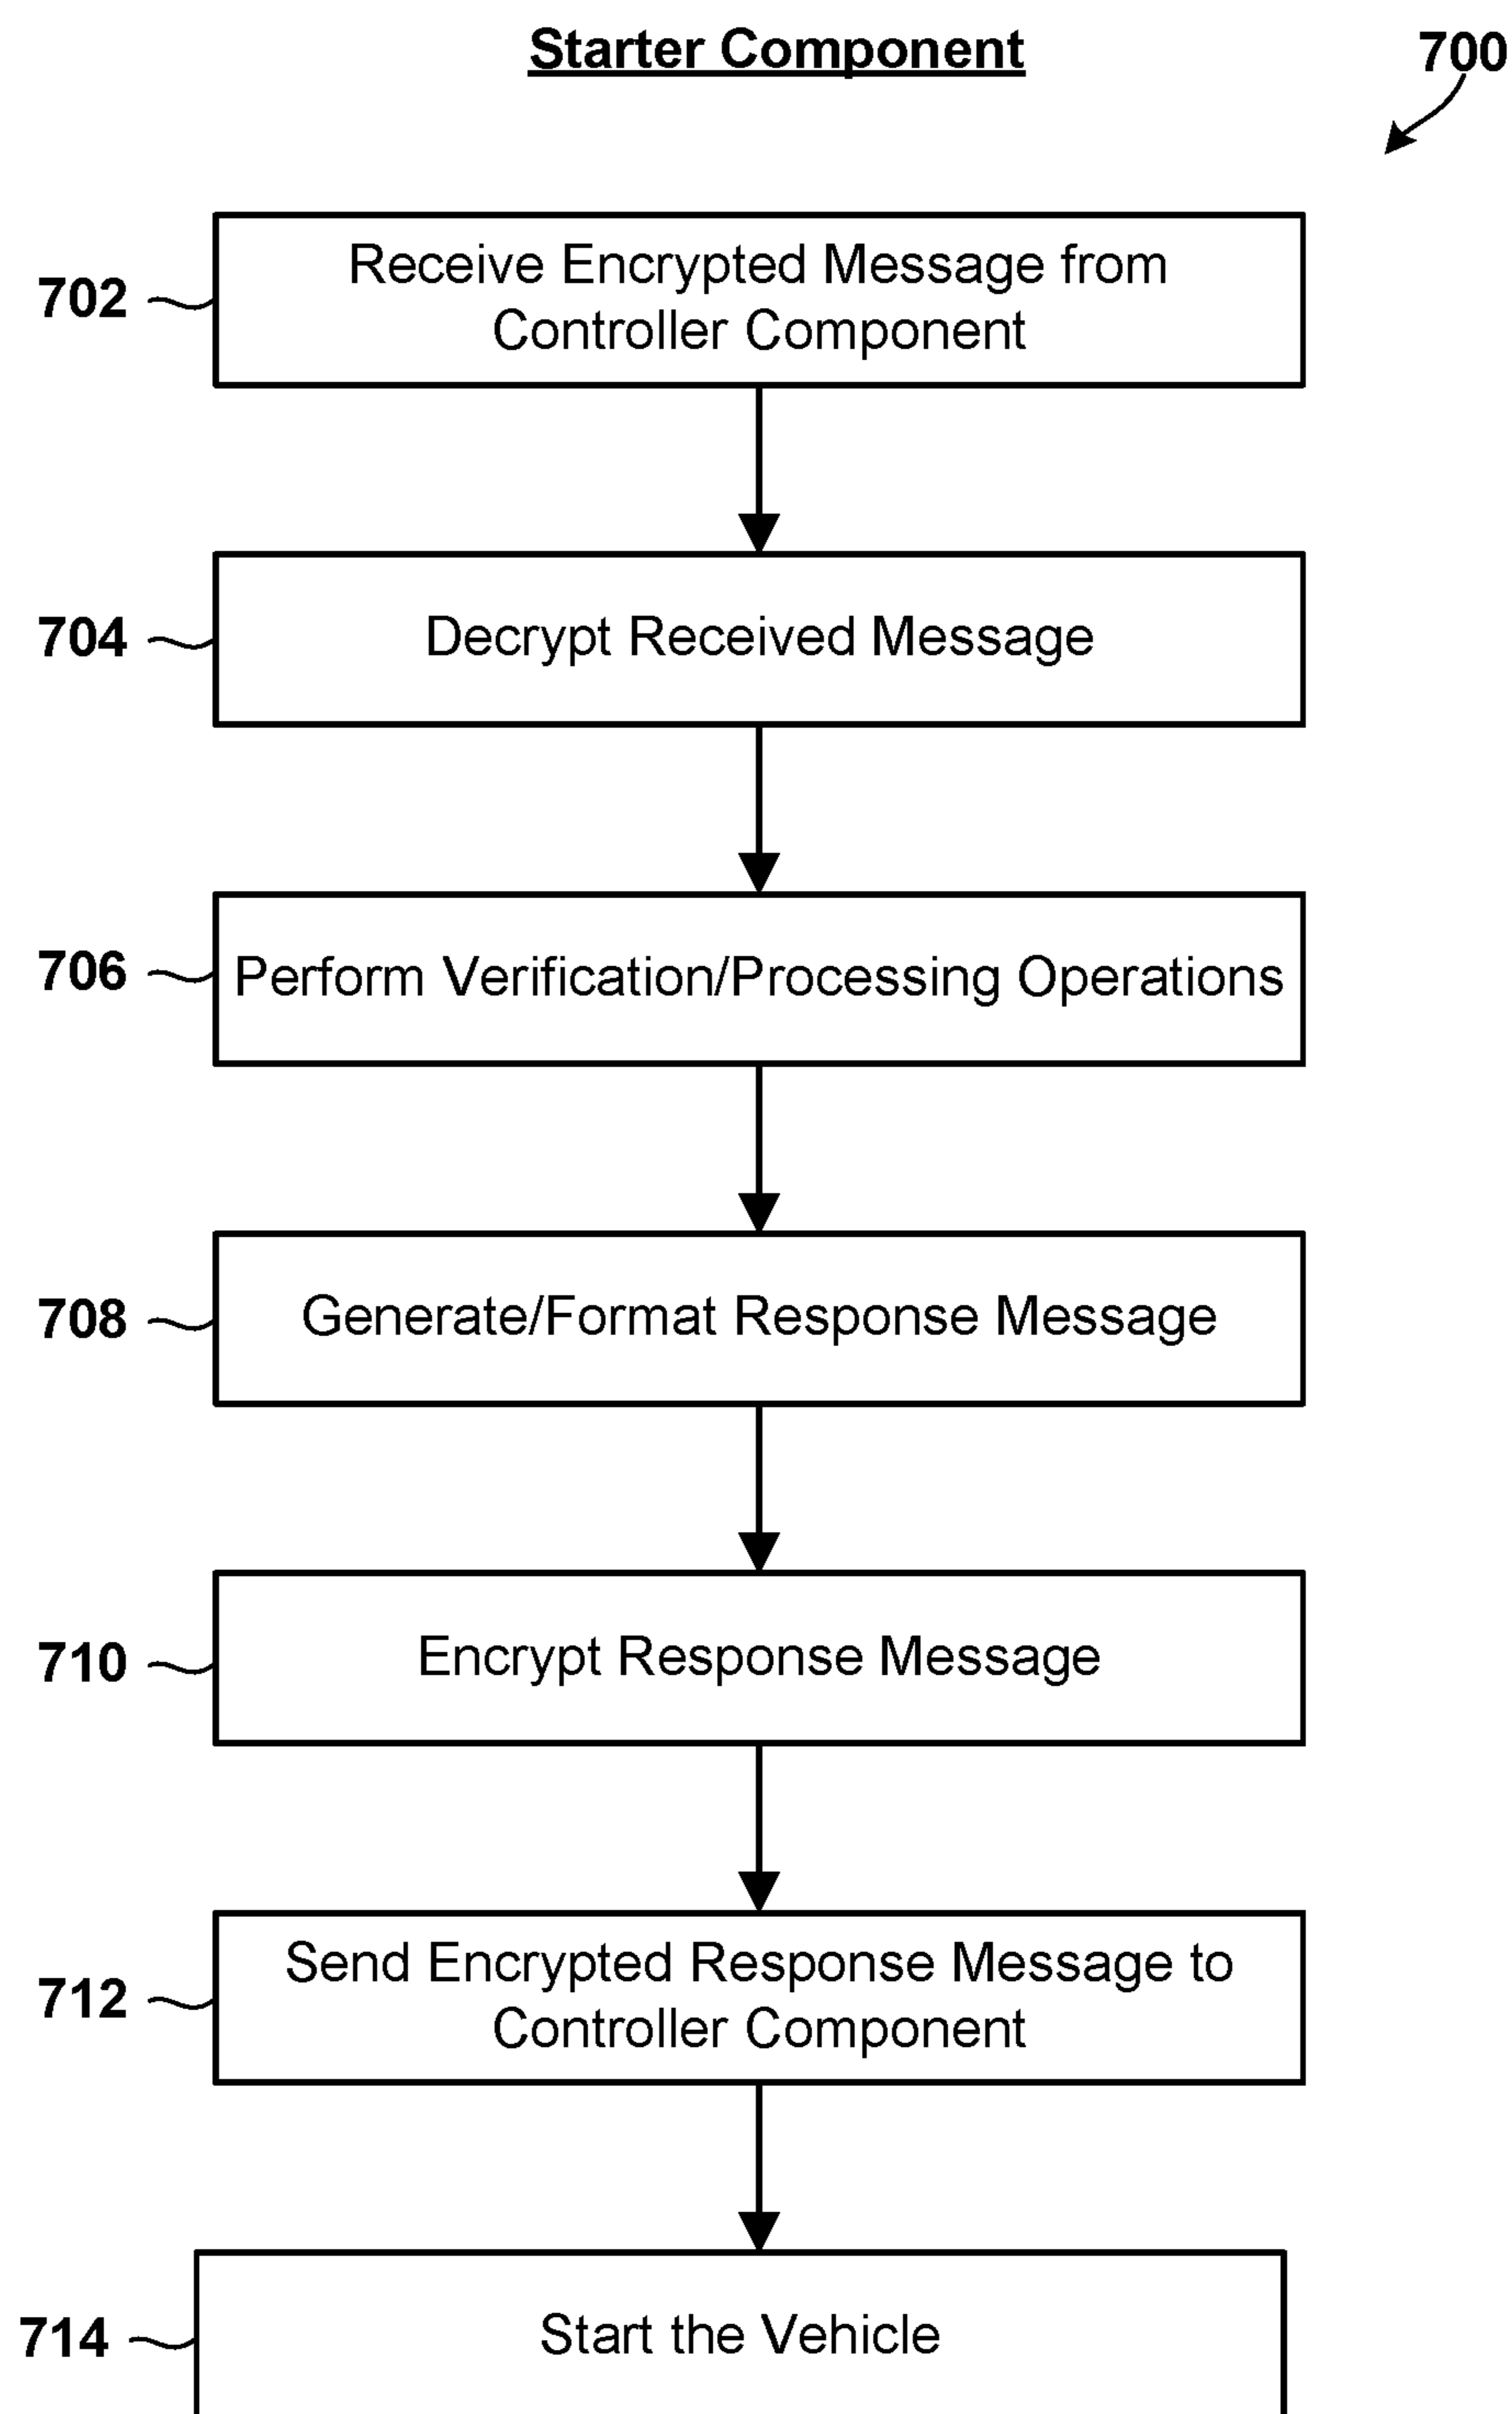 Starter Component
700
702
Receive Encrypted Message from
Controller Component
704
Decrypt Received Message
706
Perform Verification/Processing Operations
708
Generate/Format Response Message
710
Encrypt Response Message
712
Send Encrypted Response Message to
Controller Component
714
Start the Vehicle